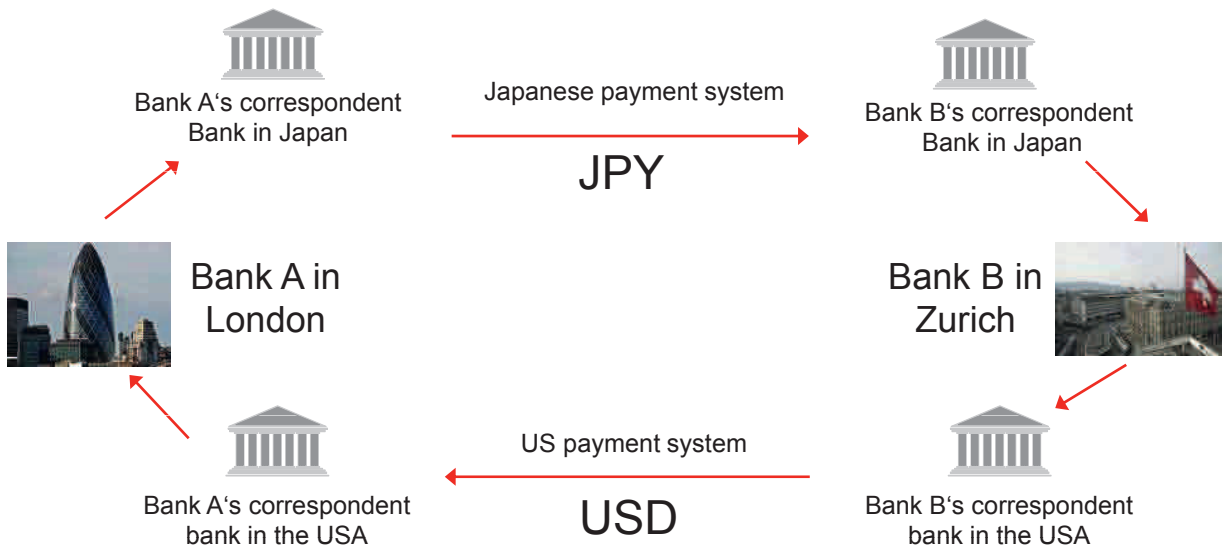 Bank A‘s correspondent
Bank in Japan
Japanese payment system
JPY
Bank B‘s correspondent
Bank in Japan
Bank A in
London
Bank B in
Zurich
Bank A‘s correspondent
bank in the USA
US payment system
USD
Bank B‘s correspondent
bank in the USA